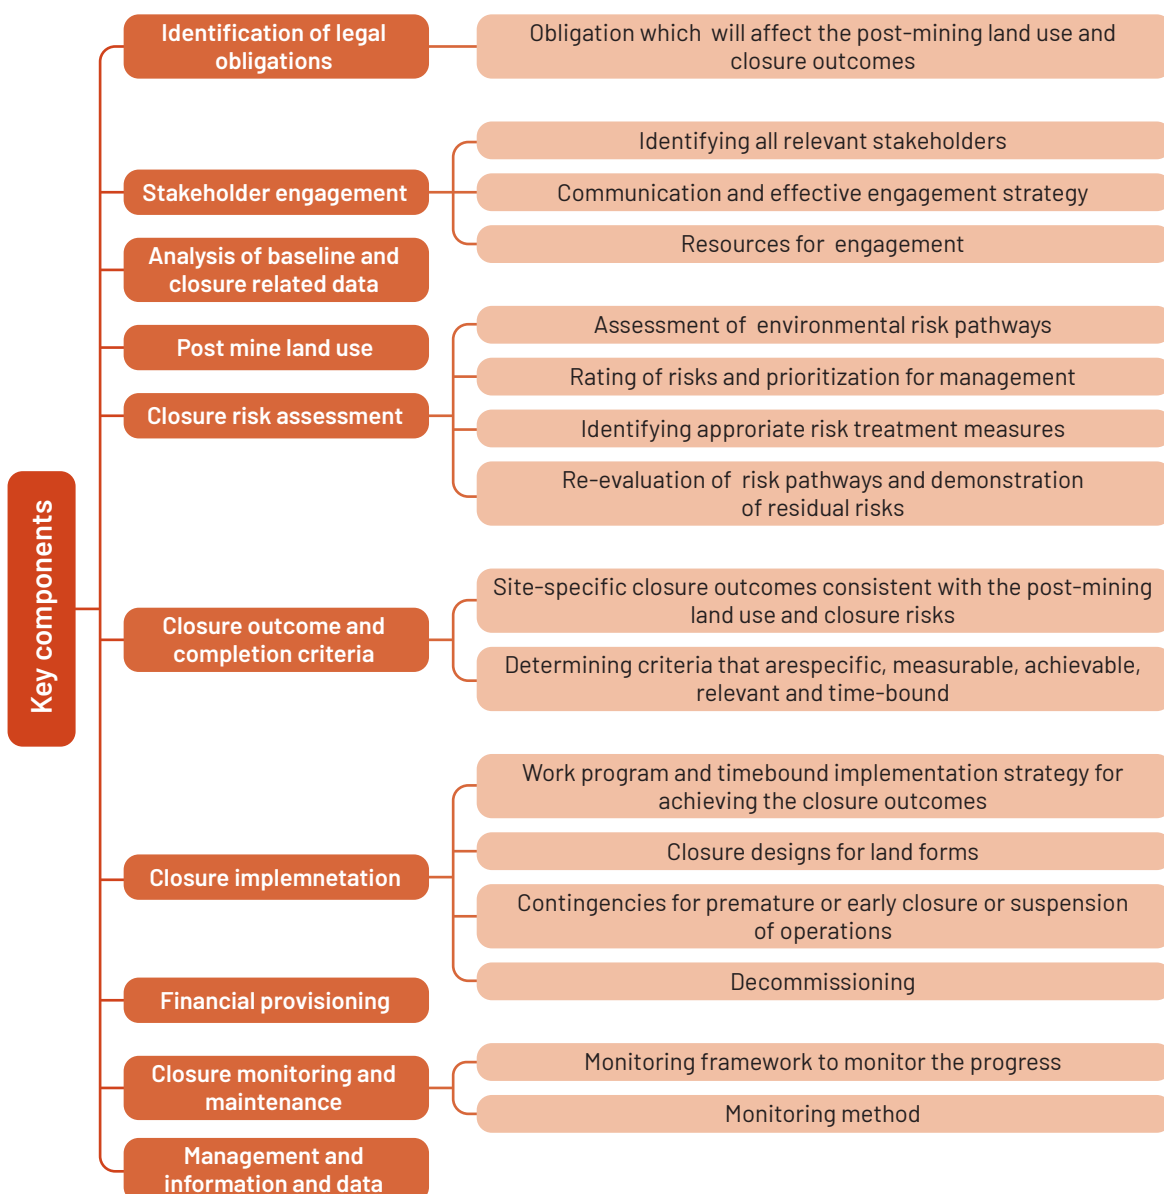 Key components
Identification of legal
obligations
Obligation which will affect the post-mining land use and
closure outcomes
Stakeholder engagement
Identifying all relevant stakeholders
Communication and effective engagement strategy
Resources for engagement
Analysis of baseline and
closure related data
Post mine land use
Closure risk assessment
Assessment of environmental risk pathways
Rating of risks and prioritization for management
Identifying approriate risk treatment measures
Re-evaluation of risk pathways and demonstration
of residual risks
Closure outcome and
completion criteria
Site-specific closure outcomes consistent with the post-mining
land use and closure risks
Determining criteria that arespecific, measurable, achievable,
relevant and time-bound
Closure implemnetation
Work program and timebound implementation strategy for
achieving the closure outcomes
Closure designs for land forms
Contingencies for premature or early closure or suspension
of operations
Decommissioning
Financial provisioning
Closure monitoring and
maintenance
Monitoring framework to monitor the progress
Monitoring method
Management and
information and data